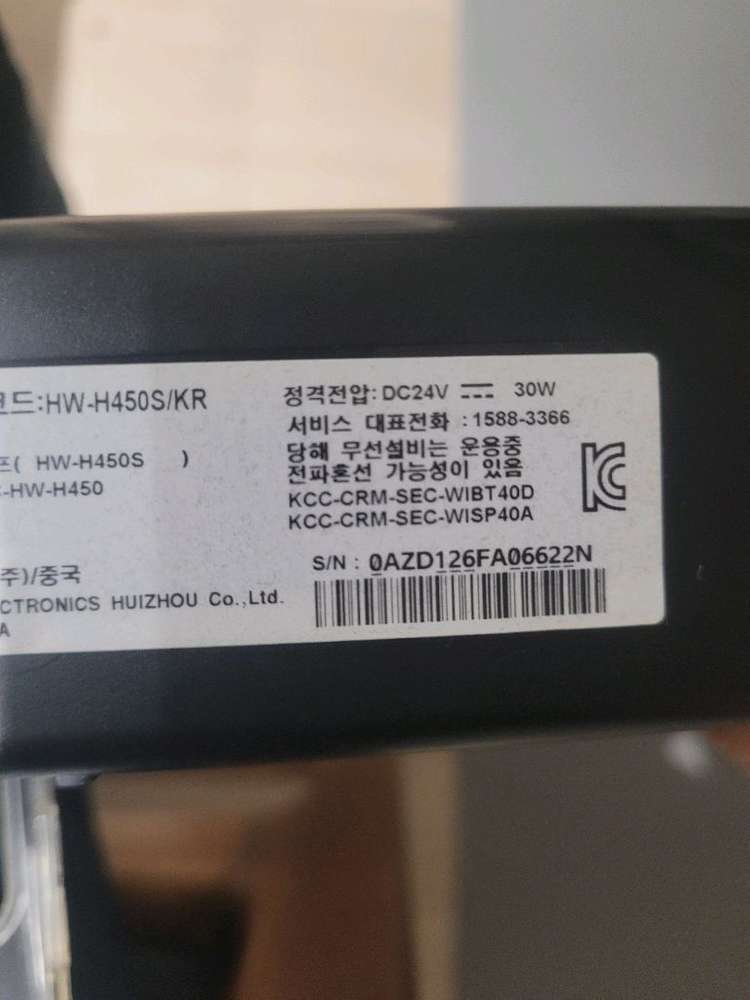 코드:HW-H450S/KR
정격전압: DC24V 30W
서비스 대표전화 :1588-3366
당해 무선설비는 운용중
전파혼선 가능성이 있음
( HW-H450S )
-HW-H450
KCC-CRM-SEC-WIBT40D
KCC-CRM-SEC-WISP40A
S/N : 0AZD126FA06622N
주)/중국
CTRONICS HUIZHOU Co.,Ltd.
A